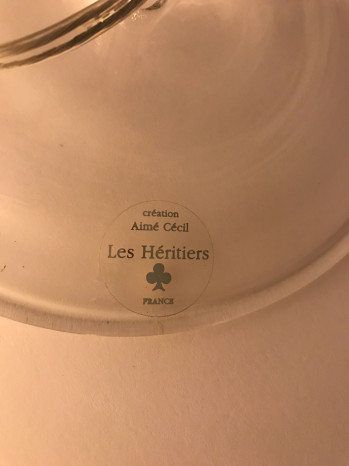 création
Aimé Cécil
Les Héritiers
FRANCE